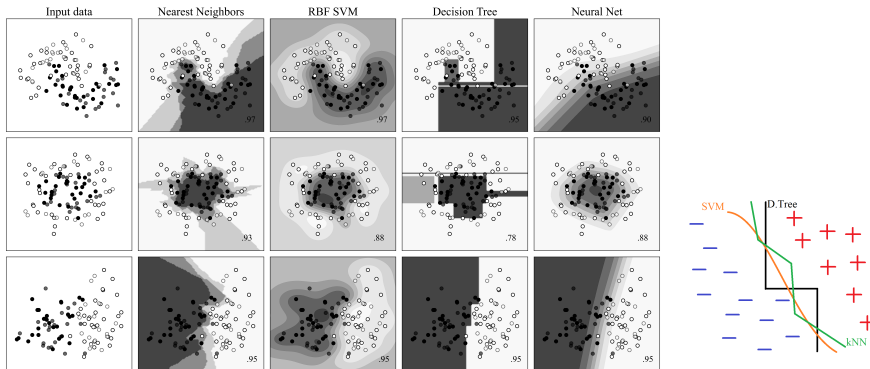 Input data
Nearest Neighbors
RBF SVM
Decision Tree
Neural Net
.97
.97
.95
.90
.93
.88
.78
.88
.95
.95
.95
.95
SVM
D.Tree
kNN